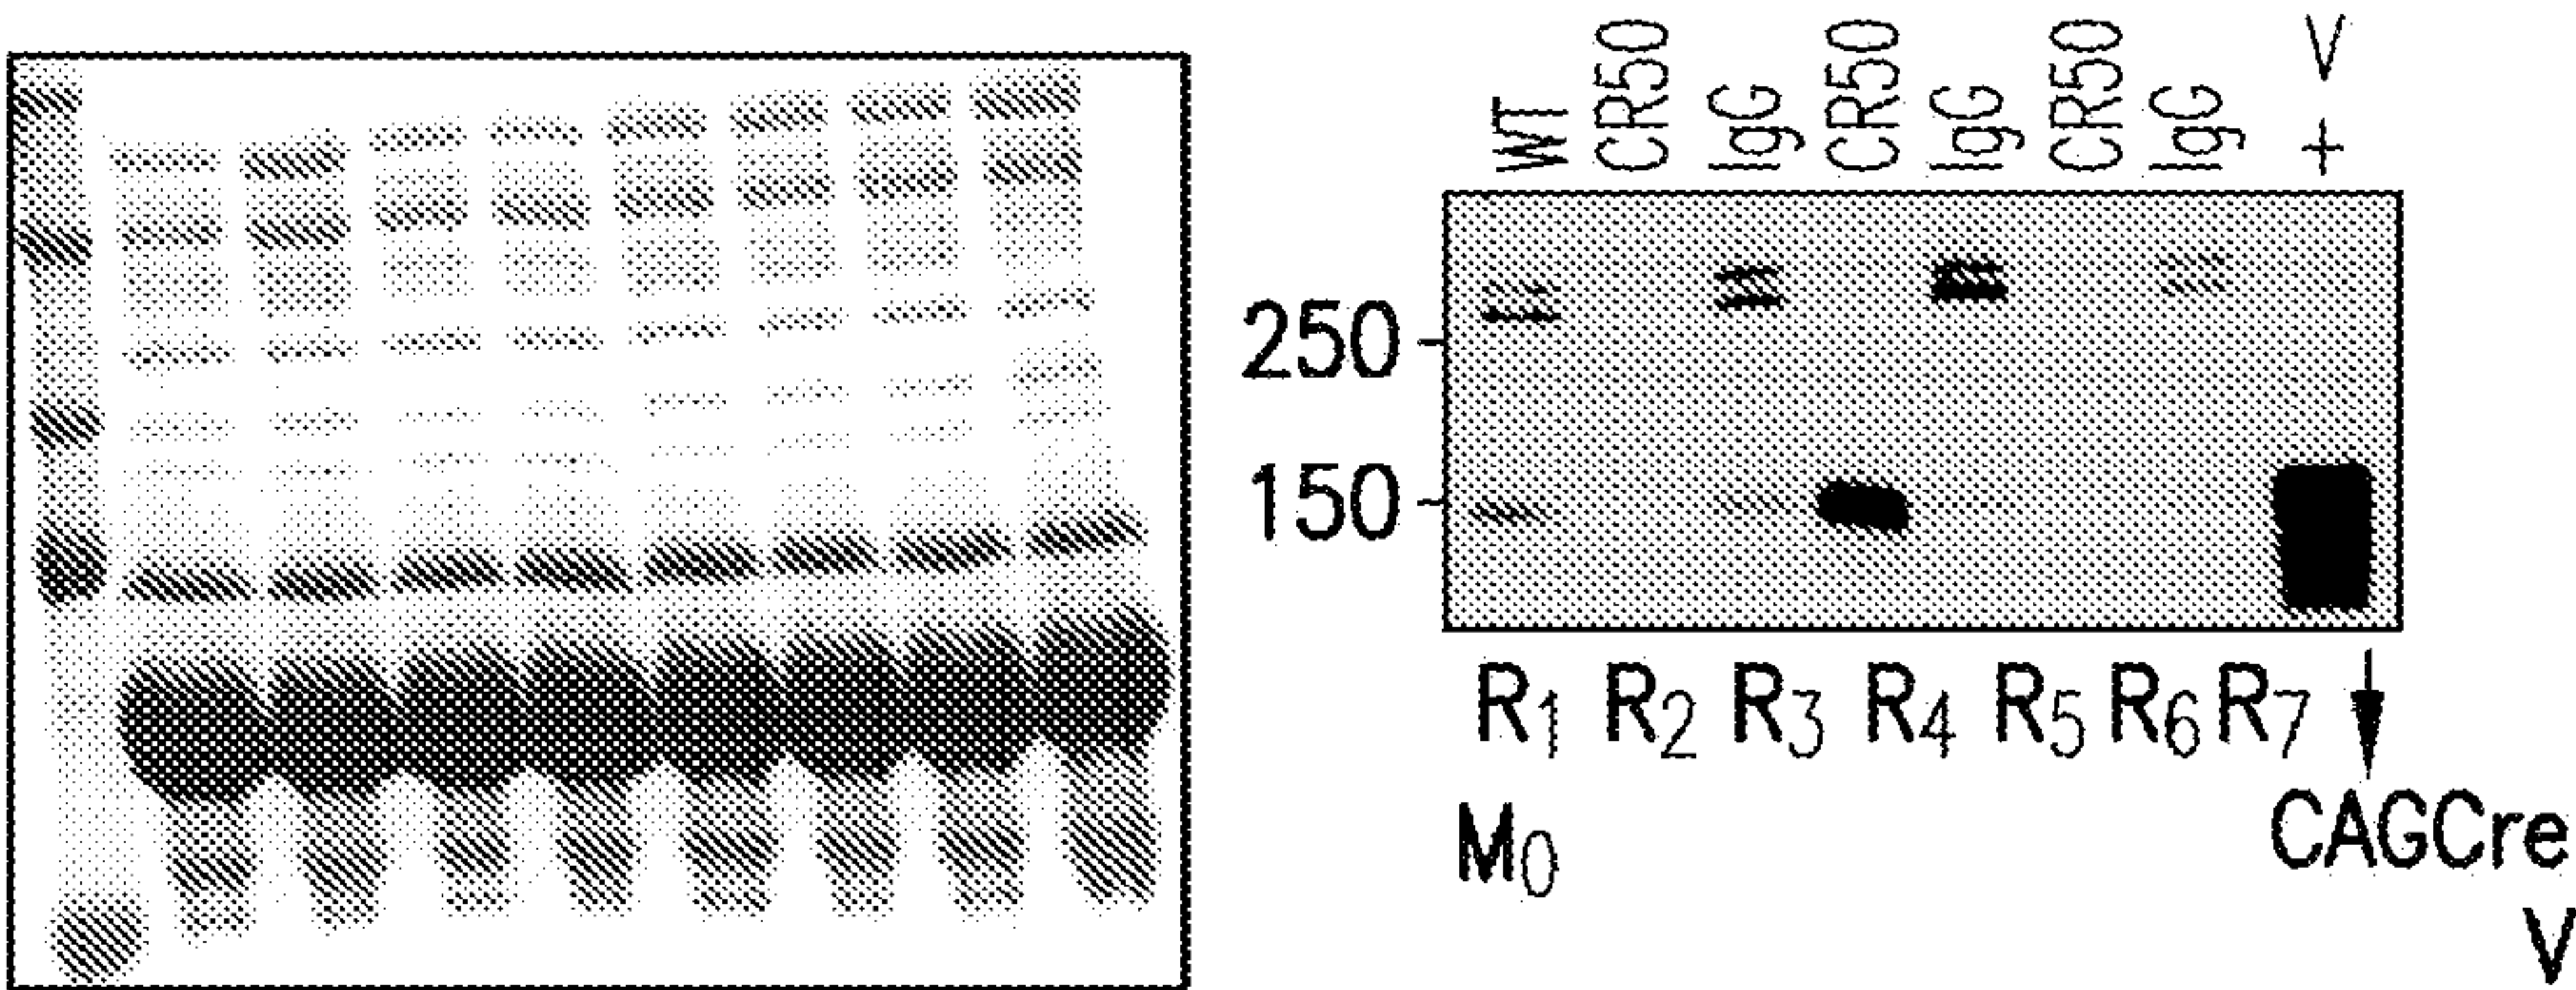 WT CR50 IgG CR50 IgG CR50 IgG + V
250
150
R1 R2 R3 R4 R5 R6 R7
M0
CAGCre
V